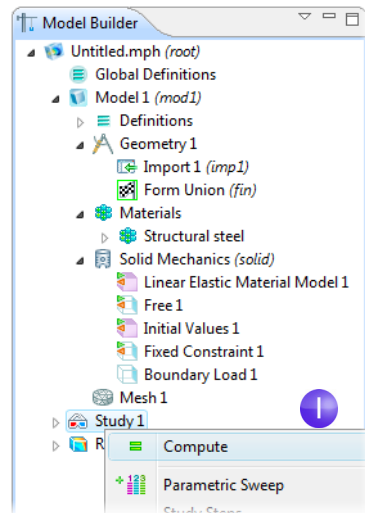 Model Builder
Untitled.mph (root)
Global Definitions
Model 1 (mod1)
Definitions
Geometry 1
Import 1 (imp1)
Form Union (fin)
Materials
Structural steel
Solid Mechanics (solid)
Linear Elastic Material Model 1
Free 1
Initial Values 1
Fixed Constraint 1
Boundary Load 1
Mesh 1
Study 1
R
Compute
Parametric Sweep
Study Steps